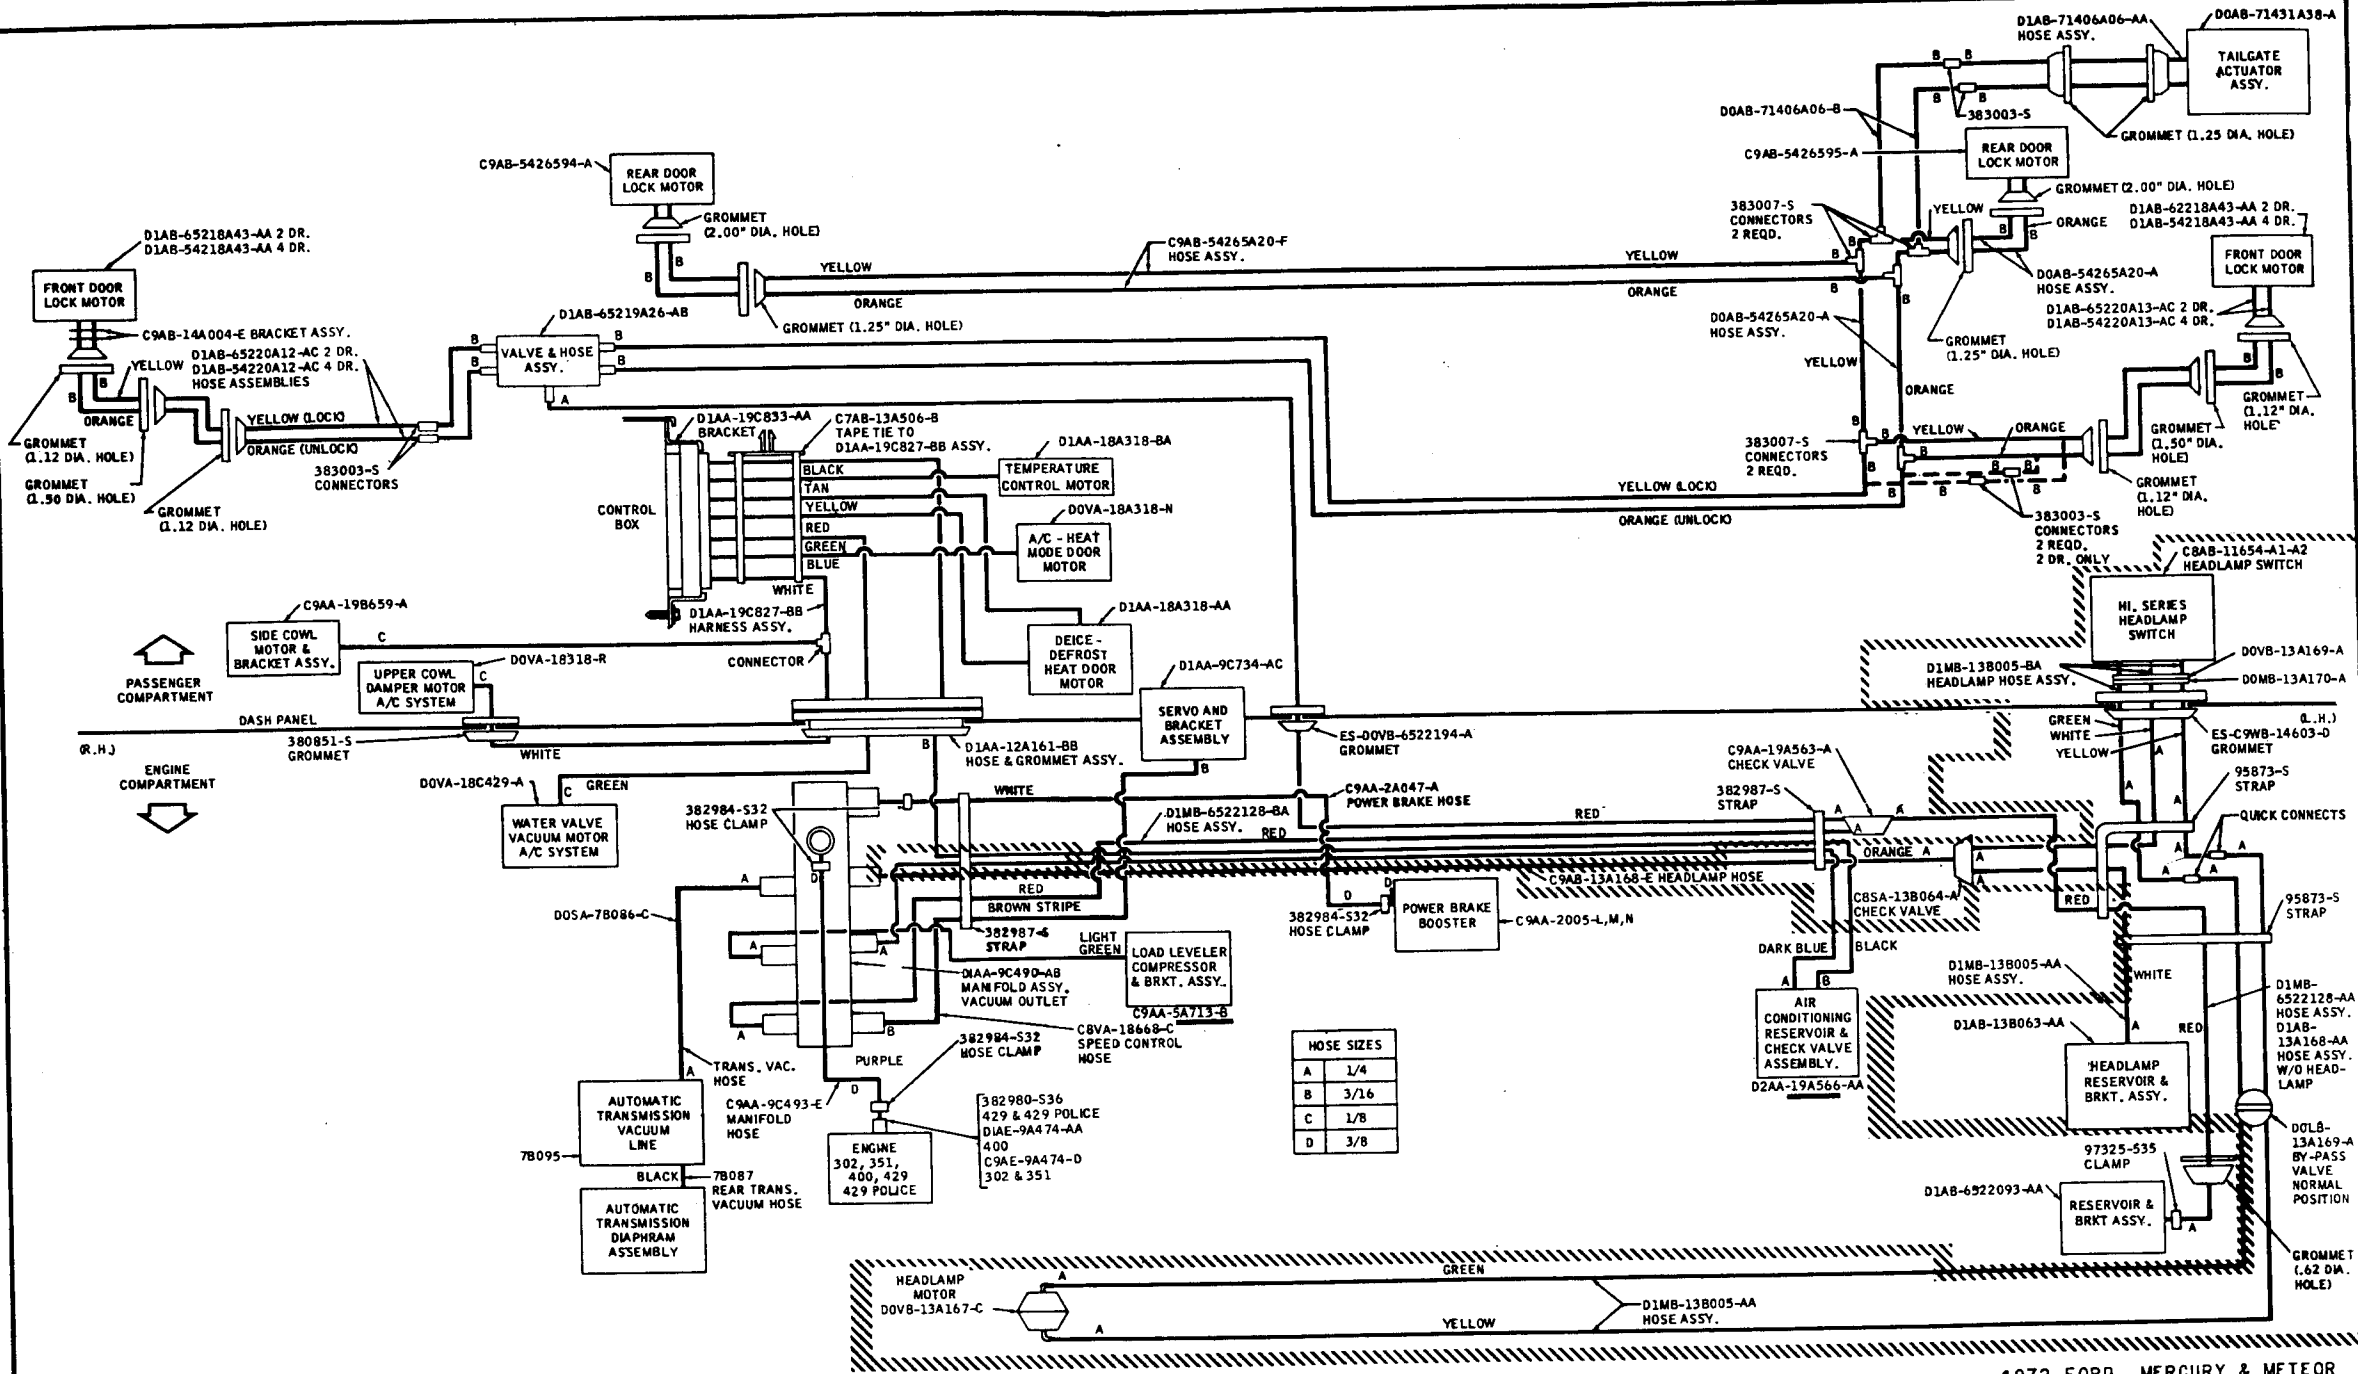 D1AB-71406A06-AA
HOSE ASSY.
D0AB-71431A38-A
TAILGATE
ACTUATOR
ASSY.
B
B
B
B
B
B
D0AB-71406A06-B
383003-S
GROMMET (1.25 DIA. HOLE)
C9AB-5426594-A
REAR DOOR
LOCK MOTOR
GROMMET
(2.00" DIA. HOLE)
C9AB-5426595-A
REAR DOOR
LOCK MOTOR
GROMMET (2.00" DIA. HOLE)
383007-S
CONNECTORS
2 REQD.
YELLOW
ORANGE
D1AB-62218A43-AA 2 DR.
D1AB-54218A43-AA 4 DR.
FRONT DOOR
LOCK MOTOR
D1AB-65218A43-AA 2 DR.
D1AB-54218A43-AA 4 DR.
FRONT DOOR
LOCK MOTOR
B
B
C9AB-54265A20-F
HOSE ASSY.
YELLOW
YELLOW
ORANGE
ORANGE
B
B
B
B
B
D0AB-54265A20-A
HOSE ASSY.
D1AB-65220A13-AC 2 DR.
D1AB-54220A13-AC 4 DR.
GROMMET (1.25" DIA. HOLE)
D1AB-65219A26-AB
VALVE & HOSE
ASSY.
B
B
B
B
A
C9AB-14A004-E BRACKET ASSY.
D1AB-65220A12-AC 2 DR.
D1AB-54220A12-AC 4 DR.
HOSE ASSEMBLIES
YELLOW
B
B
ORANGE
YELLOW (LOCK)
ORANGE (UNLOCK)
GROMMET
(1.12 DIA. HOLE)
GROMMET
(1.50 DIA. HOLE)
GROMMET
(1.12 DIA. HOLE)
383003-S
CONNECTORS
D0AB-54265A20-A
HOSE ASSY.
GROMMET
(1.25" DIA. HOLE)
YELLOW
ORANGE
B
B
GROMMET
(1.12" DIA.
HOLE
GROMMET
(1.50" DIA.
HOLE)
GROMMET
(1.12" DIA.
HOLE)
383007-S
CONNECTORS
2 REQD.
B
B
B
B
YELLOW
ORANGE
B
B
B
B
B
383003-S
CONNECTORS
2 REQD.
2 DR. ONLY
YELLOW (LOCK)
ORANGE (UNLOCK)
D1AA-19C833-AA
BRACKET
C7AB-13A506-B
TAPE TIE TO
D1AA-19C827-BB ASSY.
CONTROL
BOX
BLACK
TAN
YELLOW
RED
GREEN
BLUE
WHITE
D1AA-18A318-BA
TEMPERATURE
CONTROL MOTOR
D0VA-18A318-N
A/C - HEAT
MODE DOOR
MOTOR
D1AA-18A318-AA
DEICE -
DEFROST
HEAT DOOR
MOTOR
D1AA-19C827-BB
HARNESS ASSY.
CONNECTOR
C9AA-19B659-A
SIDE COWL
MOTOR &
BRACKET ASSY.
C
UPPER COWL
DAMPER MOTOR
A/C SYSTEM
C
D0VA-18318-R
PASSENGER
COMPARTMENT
DASH PANEL
(R.H.)
380851-S
GROMMET
WHITE
ENGINE
COMPARTMENT
D1AA-9C734-AC
SERVO AND
BRACKET
ASSEMBLY
B
D1AA-12A161-BB
HOSE & GROMMET ASSY.
B
ES-D0VB-6522194-A
GROMMET
C8AB-11654-A1-A2
HEADLAMP SWITCH
HI. SERIES
HEADLAMP
SWITCH
D1MB-13B005-BA
HEADLAMP HOSE ASSY.
D0VB-13A169-A
D0MB-13A170-A
(L.H.)
GREEN
WHITE
YELLOW
A
A
A
A
A
ES-C9WB-14603-D
GROMMET
95873-S
STRAP
QUICK CONNECTS
A
A
A
A
D0VA-18C429-A
C
GREEN
WATER VALVE
VACUUM MOTOR
A/C SYSTEM
382984-S32
HOSE CLAMP
WHITE
C9AA-2A047-A
POWER BRAKE HOSE
D1MB-6522128-BA
HOSE ASSY.
RED
RED
C9AA-19A563-A
CHECK VALVE
382987-S
STRAP
A
A
A
ORANGE
A
A
A
C9AB-13A168-E HEADLAMP HOSE
C8SA-13B064-A
CHECK VALVE
RED
95873-S
STRAP
D
A
RED
BROWN STRIPE
382987-S
STRAP
D0SA-7B086-C
A
A
A
B
LIGHT
GREEN
LOAD LEVELER
COMPRESSOR
& BRKT. ASSY.
C9AA-5A713-B
D1AA-9C490-AB
MANIFOLD ASSY.
VACUUM OUTLET
C8VA-18668-C
SPEED CONTROL
HOSE
D
D
382984-S32
HOSE CLAMP
POWER BRAKE
BOOSTER
C9AA-2005-L,M,N
DARK BLUE
BLACK
A
B
AIR
CONDITIONING
RESERVOIR &
CHECK VALVE
ASSEMBLY.
D2AA-19A566-AA
D1MB-13B005-AA
HOSE ASSY.
WHITE
D1AB-13B063-AA
A
RED
HEADLAMP
RESERVOIR &
BRKT. ASSY.
D1MB-
6522128-AA
HOSE ASSY.
D1AB-
13A168-AA
HOSE ASSY.
W/O HEAD-
LAMP
HOSE SIZES
A 1/4
B 3/16
C 1/8
D 3/8
382984-S32
HOSE CLAMP
PURPLE
D
C9AA-9C493-E
MANIFOLD
HOSE
382980-S36
429 & 429 POLICE
D1AE-9A474-AA
400
C9AE-9A474-D
302 & 351
ENGINE
302, 351,
400, 429
429 POLICE
TRANS. VAC.
HOSE
A
AUTOMATIC
TRANSMISSION
VACUUM
LINE
7B095
BLACK
7B087
REAR TRANS.
VACUUM HOSE
AUTOMATIC
TRANSMISSION
DIAPHRAM
ASSEMBLY
D0LB-
13A169-A
BY-PASS
VALVE
NORMAL
POSITION
97325-S35
CLAMP
D1AB-6522093-AA
RESERVOIR &
BRKT ASSY.
A
GROMMET
(.62 DIA.
HOLE)
HEADLAMP
MOTOR
D0VB-13A167-C
A
A
GREEN
YELLOW
D1MB-13B005-AA
HOSE ASSY.
FORD, MERCURY & METEOR